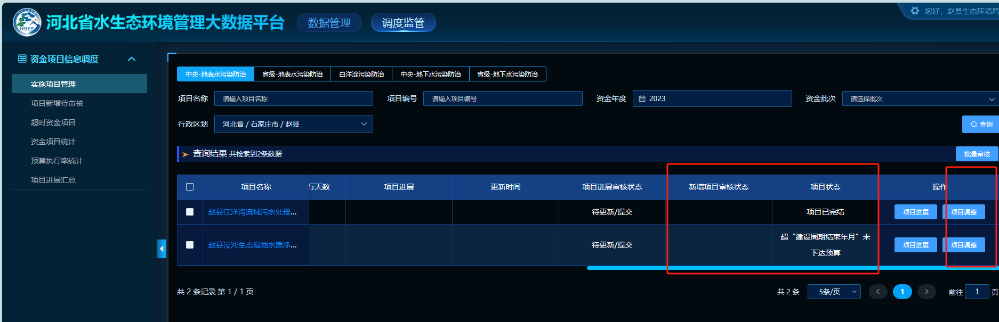 HBEE
河北省水生态环境管理大数据平台
数据管理
调度监管
您好，赵县生态环境局
资金项目信息调度
实施项目管理
项目新增待审核
超时资金项目
资金项目统计
预算执行率统计
项目进展汇总
中央-地表水污染防治 省级-地表水污染防治 白洋淀污染防治 中央-地下水污染防治 省级-地下水污染防治
项目名称 请输入项目名称 项目编号 请输入项目编号 资金年度 2023 资金批次 请选择批次
行政区划 河北省 / 石家庄市 / 赵县 查询
查询结果 共检索到2条数据 批量审核
项目名称 行天数 项目进展 更新时间 项目进展审核状态 新增项目审核状态 项目状态 操作
赵县汪洋沟流域污水处理... 待更新/提交 项目已完结 项目进展 项目调整
赵县洨河生态湿地水质净... 待更新/提交 超“建设周期结束年月”未
下达预算 项目进展 项目调整
共 2 条记录 第 1 / 1 页 共 2 条 5条/页 1 前往 1 页